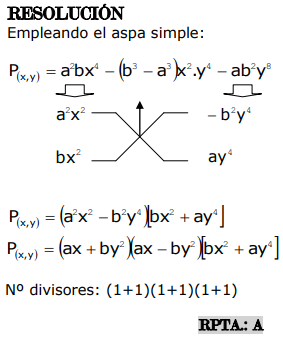 RESOLUCIÓN
Empleando el aspa simple:
P(x,y) = a²bx⁴ − (b³ − a³)x².y⁴ − ab²y⁸
a²x² − b²y⁴
bx² ay⁴
P(x,y) = (a²x² − b²y⁴)[bx² + ay⁴]
P(x,y) = (ax + by²)(ax − by²)[bx² + ay⁴]
Nº divisores: (1+1)(1+1)(1+1)
RPTA.: A